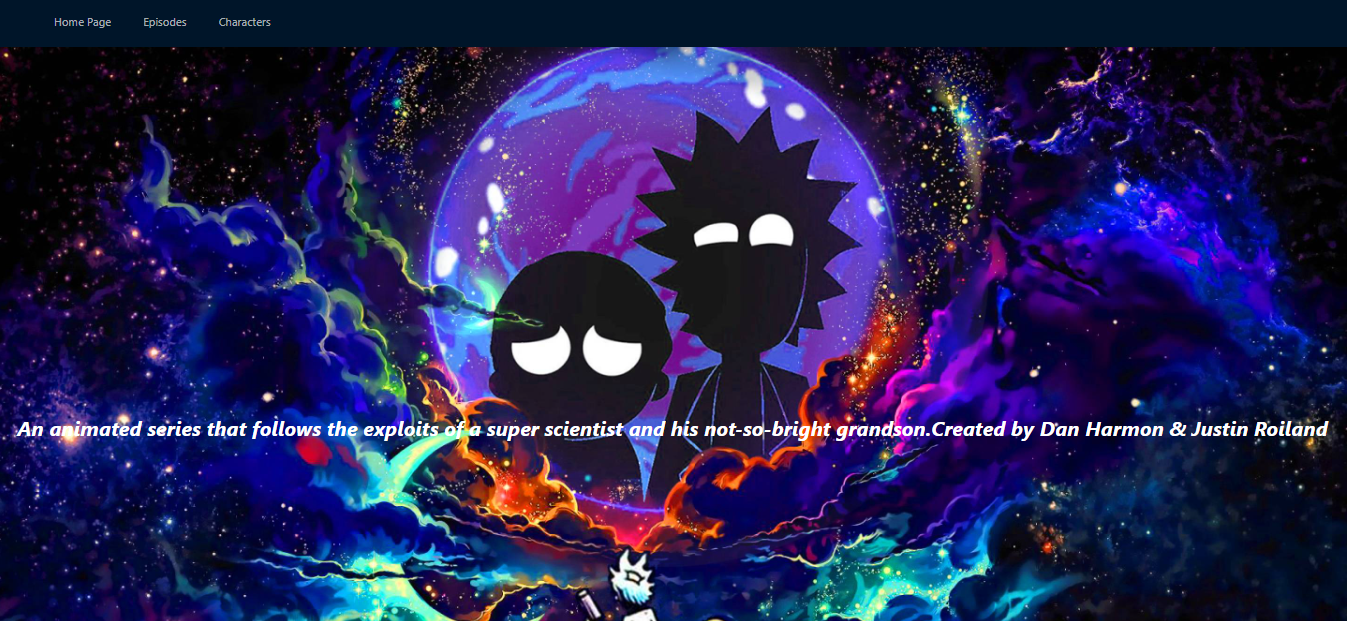 Home Page Episodes Characters
An animated series that follows the exploits of a super scientist and his not-so-bright grandson.Created by Dan Harmon & Justin Roiland